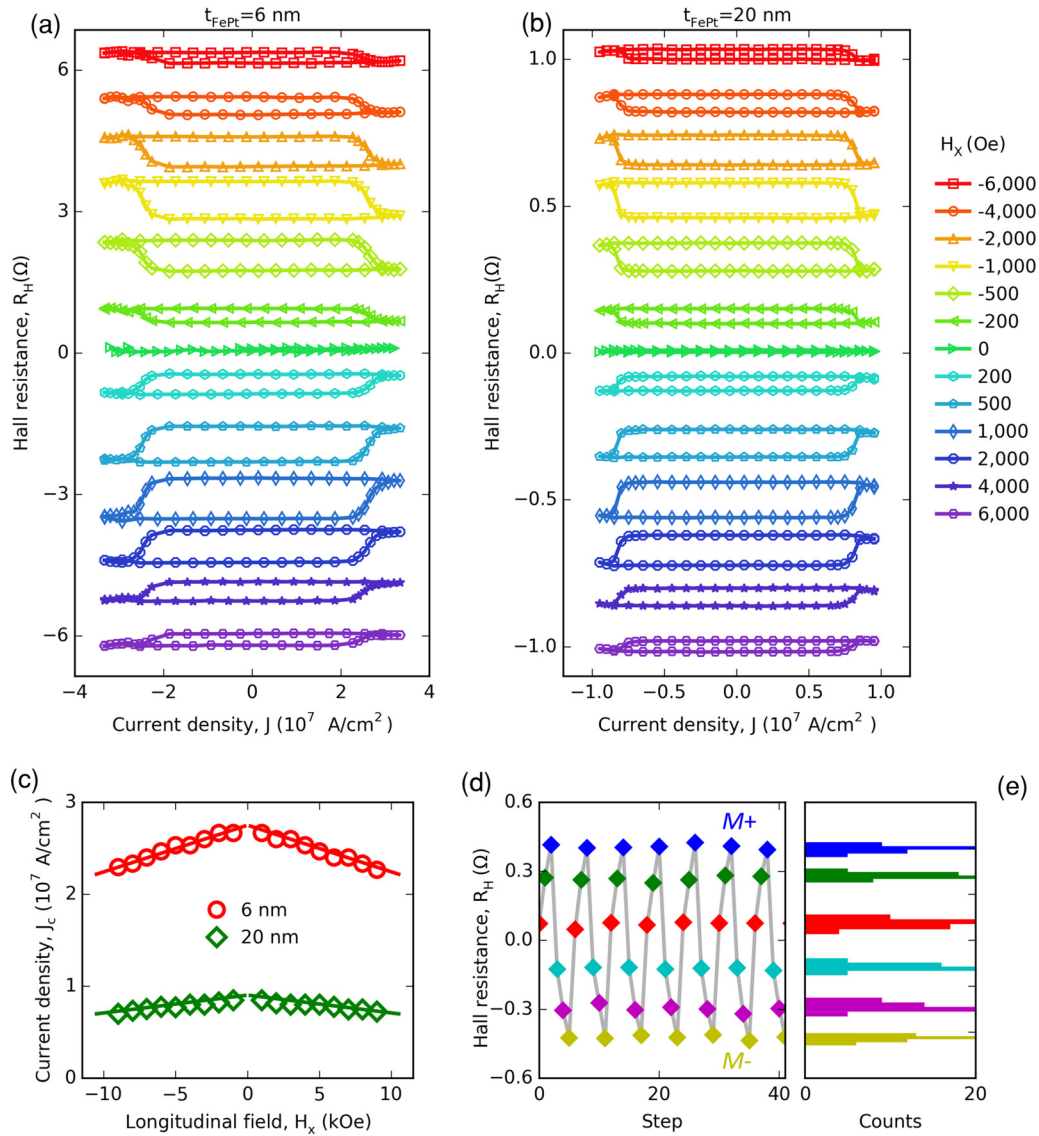 (a)
t_FePt=6 nm
Hall resistance, R_H(Ω)
6
3
0
−3
−6
−4
−2
0
2
4
Current density, J (10^7 A/cm^2 )
(b)
t_FePt=20 nm
Hall resistance, R_H(Ω)
1.0
0.5
0.0
−0.5
−1.0
−1.0
−0.5
0.0
0.5
1.0
Current density, J (10^7 A/cm^2 )
H_X (Oe)
-6,000
-4,000
-2,000
-1,000
-500
-200
0
200
500
1,000
2,000
4,000
6,000
(c)
Current density, J_c (10^7 A/cm^2 )
3
2
1
0
6 nm
20 nm
−10
−5
0
5
10
Longitudinal field, H_x (kOe)
(d)
Hall resistance, R_H (Ω)
0.6
0.3
0.0
−0.3
−0.6
M+
M-
0
20
40
Step
(e)
0
20
Counts